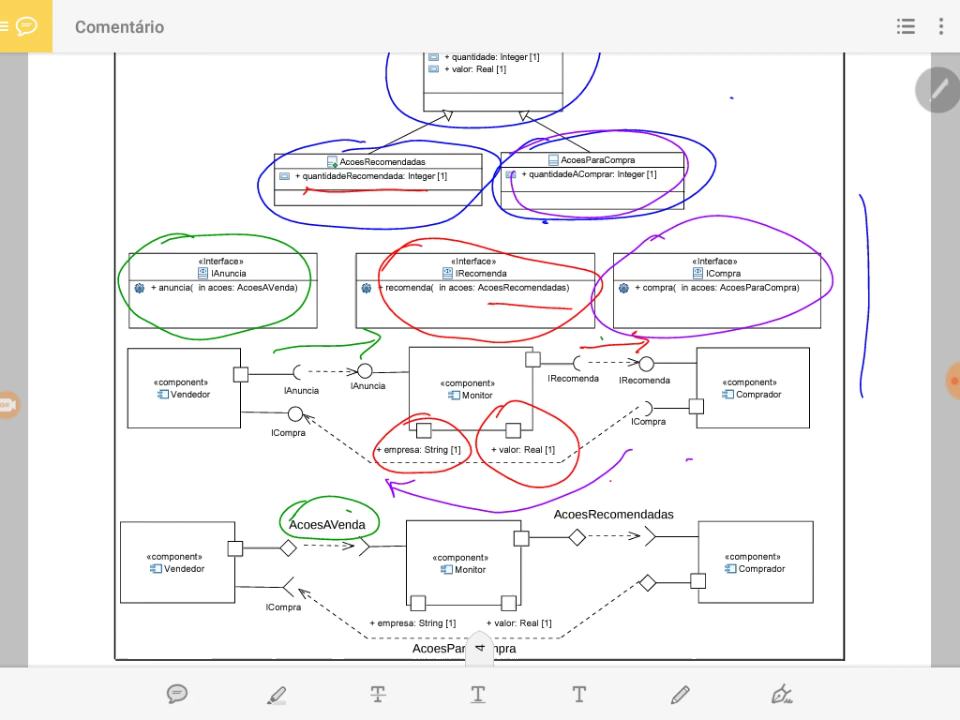 Comentário
+ quantidade: Integer [1]
+ valor: Real [1]
AcoesRecomendadas
+ quantidadeRecomendada: Integer [1]
AcoesParaCompra
+ quantidadeAComprar: Integer [1]
«Interface»
IAnuncia
+ anuncia( in acoes: AcoesAVenda)
«Interface»
IRecomenda
+ recomenda( in acoes: AcoesRecomendadas)
«Interface»
ICompra
+ compra( in acoes: AcoesParaCompra)
«component»
Vendedor
IAnuncia
IAnuncia
ICompra
«component»
Monitor
+ empresa: String [1]
+ valor: Real [1]
IRecomenda
IRecomenda
ICompra
«component»
Comprador
AcoesAVenda
AcoesRecomendadas
«component»
Vendedor
ICompra
«component»
Monitor
+ empresa: String [1]
+ valor: Real [1]
«component»
Comprador
4